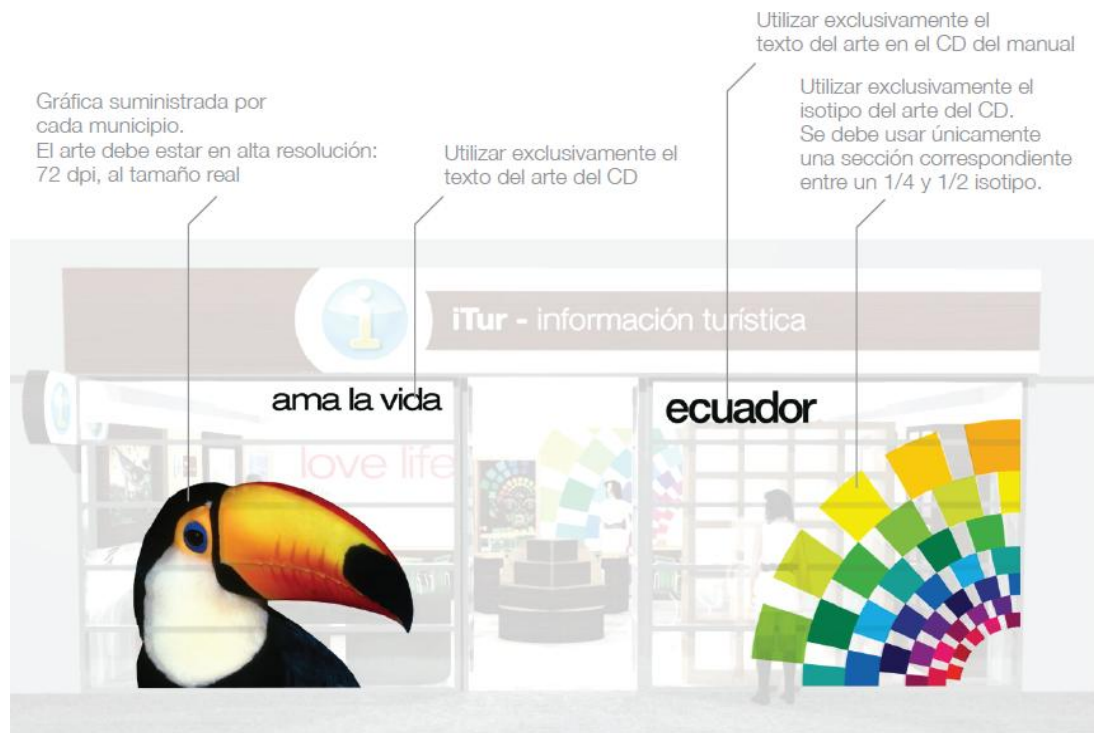 Utilizar exclusivamente el
texto del arte en el CD del manual
Gráfica suministrada por
cada municipio.
El arte debe estar en alta resolución:
72 dpi, al tamaño real
Utilizar exclusivamente el
texto del arte del CD
Utilizar exclusivamente el
isotipo del arte del CD.
Se debe usar únicamente
una sección correspondiente
entre un 1/4 y 1/2 isotipo.
i
iTur - información turística
ama la vida
ecuador
love life